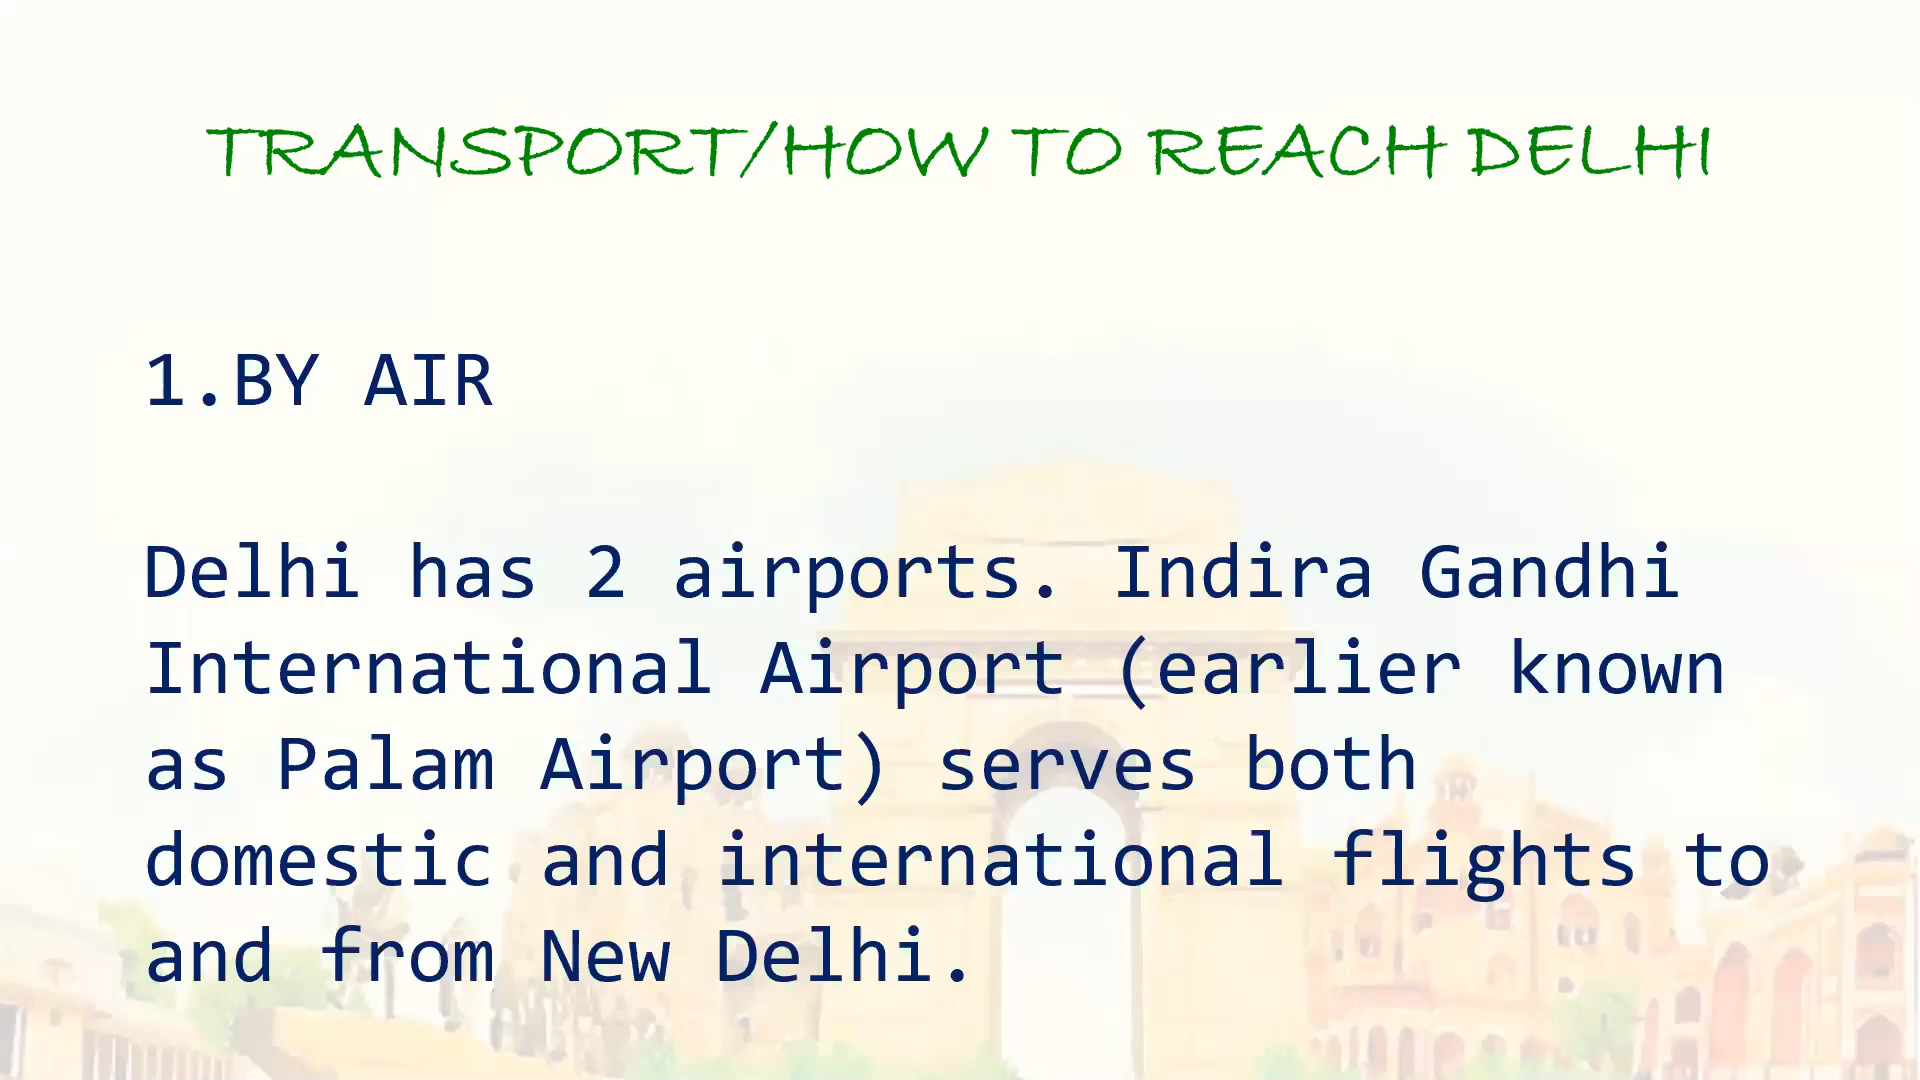 TRANSPORT/HOW TO REACH DELHI
1.BY AIR
Delhi has 2 airports. Indira Gandhi
International Airport (earlier known
as Palam Airport) serves both
domestic and international flights to
and from New Delhi.